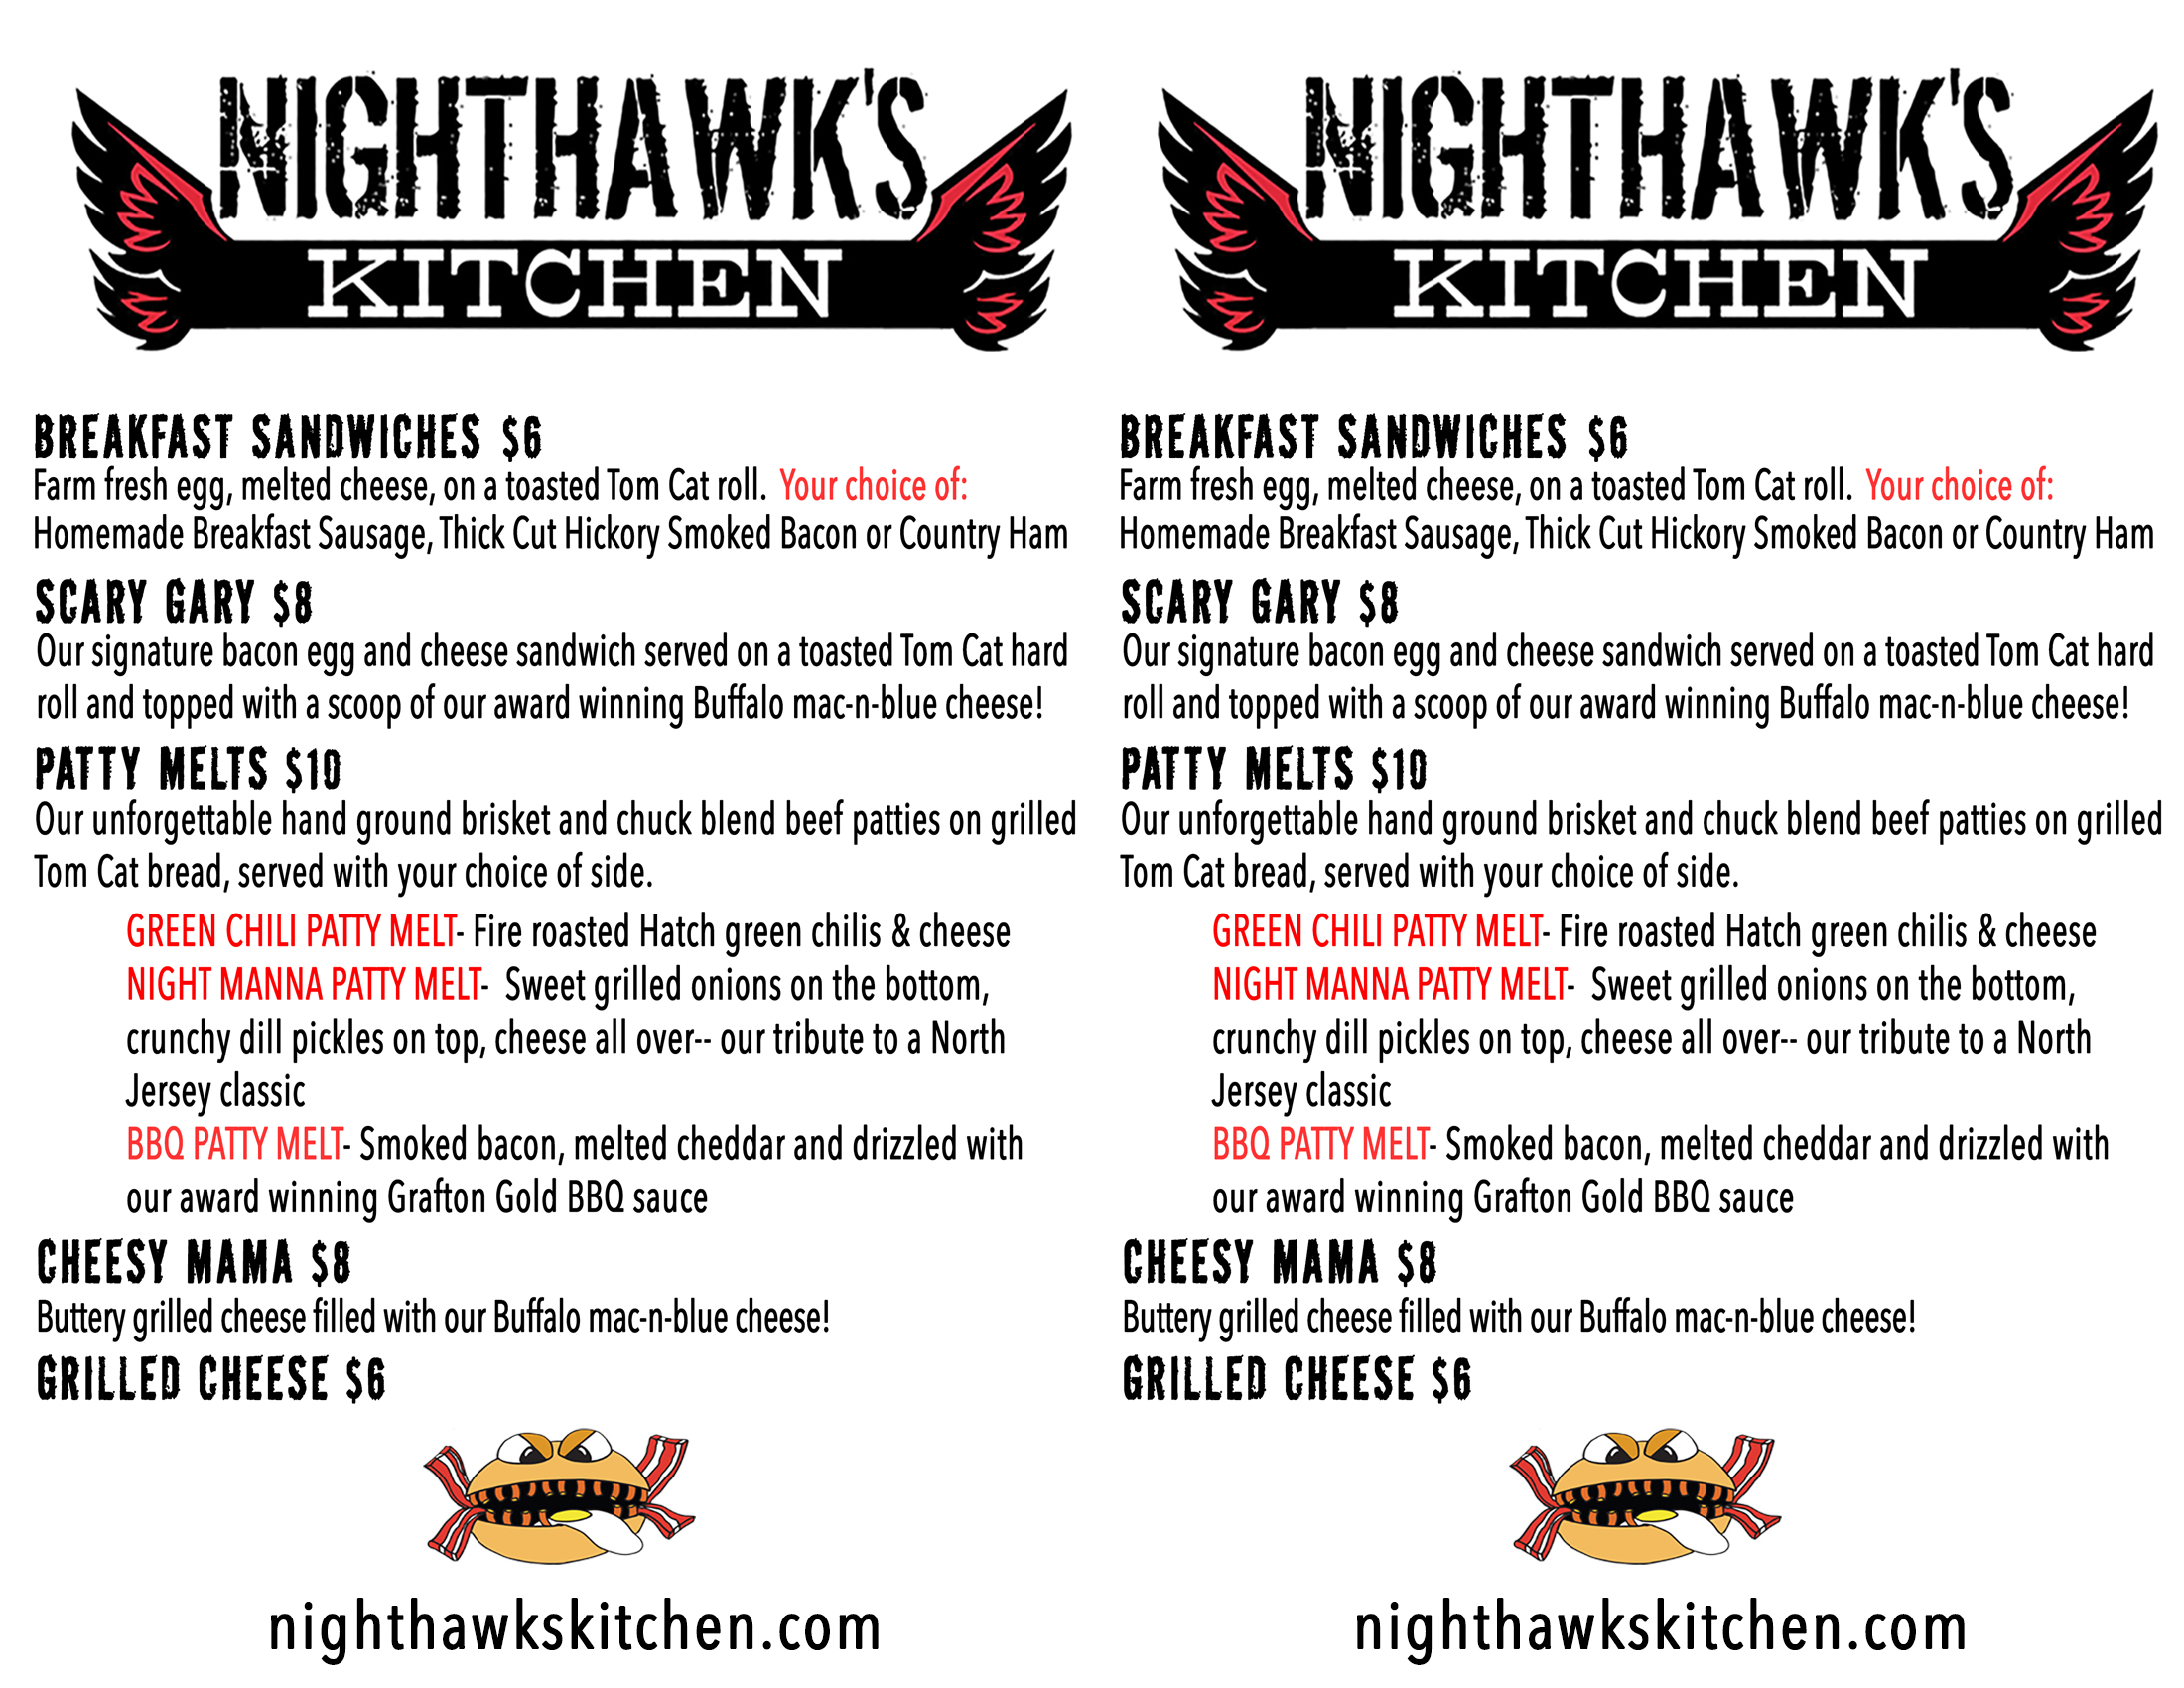 NIGHTHAWK'S
KITCHEN
BREAKFAST SANDWICHES $6
Farm fresh egg, melted cheese, on a toasted Tom Cat roll. Your choice of:
Homemade Breakfast Sausage, Thick Cut Hickory Smoked Bacon or Country Ham
SCARY GARY $8
Our signature bacon egg and cheese sandwich served on a toasted Tom Cat hard
roll and topped with a scoop of our award winning Buffalo mac-n-blue cheese!
PATTY MELTS $10
Our unforgettable hand ground brisket and chuck blend beef patties on grilled
Tom Cat bread, served with your choice of side.
GREEN CHILI PATTY MELT- Fire roasted Hatch green chilis & cheese
NIGHT MANNA PATTY MELT- Sweet grilled onions on the bottom,
crunchy dill pickles on top, cheese all over-- our tribute to a North
Jersey classic
BBQ PATTY MELT- Smoked bacon, melted cheddar and drizzled with
our award winning Grafton Gold BBQ sauce
CHEESY MAMA $8
Buttery grilled cheese filled with our Buffalo mac-n-blue cheese!
GRILLED CHEESE $6
nighthawkskitchen.com
NIGHTHAWK'S
KITCHEN
BREAKFAST SANDWICHES $6
Farm fresh egg, melted cheese, on a toasted Tom Cat roll. Your choice of:
Homemade Breakfast Sausage, Thick Cut Hickory Smoked Bacon or Country Ham
SCARY GARY $8
Our signature bacon egg and cheese sandwich served on a toasted Tom Cat hard
roll and topped with a scoop of our award winning Buffalo mac-n-blue cheese!
PATTY MELTS $10
Our unforgettable hand ground brisket and chuck blend beef patties on grilled
Tom Cat bread, served with your choice of side.
GREEN CHILI PATTY MELT- Fire roasted Hatch green chilis & cheese
NIGHT MANNA PATTY MELT- Sweet grilled onions on the bottom,
crunchy dill pickles on top, cheese all over-- our tribute to a North
Jersey classic
BBQ PATTY MELT- Smoked bacon, melted cheddar and drizzled with
our award winning Grafton Gold BBQ sauce
CHEESY MAMA $8
Buttery grilled cheese filled with our Buffalo mac-n-blue cheese!
GRILLED CHEESE $6
nighthawkskitchen.com